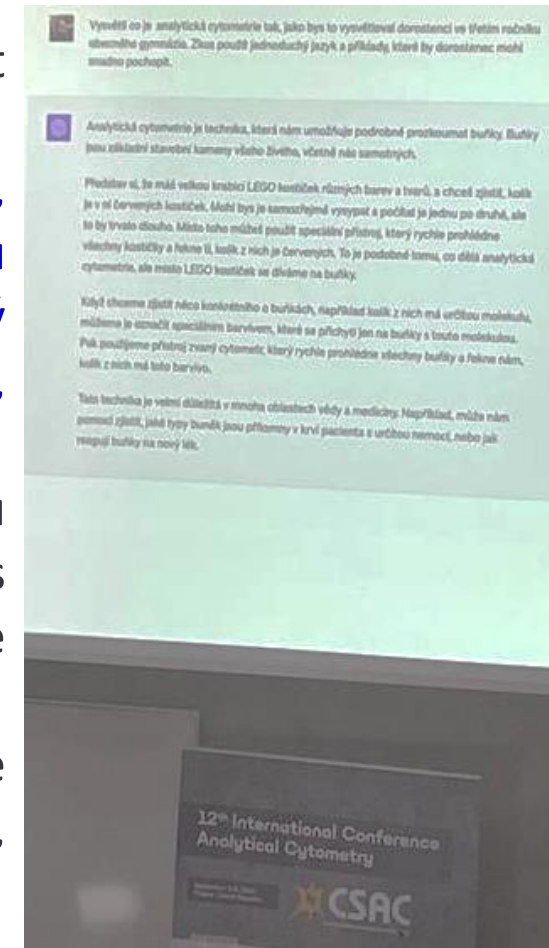 Vysvětli co je analytická cytometrie tak, jako bys to vysvětloval dorostenci ve třetím ročníku
obecného gymnázia. Zkus použít jednoduchý jazyk a příklady, které by dorostenec mohl
snadno pochopit.
Analytická cytometrie je technika, která nám umožňuje podrobně prozkoumat buňky. Buňky
jsou základní stavební kameny všeho živého, včetně nás samotných.
Představ si, že máš velkou krabici LEGO kostiček různých barev a tvarů, a chceš zjistit, kolik
je v ní červených kostiček. Mohl bys je samozřejmě vysypat a počítat je jednu po druhé, ale
to by trvalo dlouho. Místo toho můžeš použít speciální přístroj, který rychle prohlédne
všechny kostičky a řekne ti, kolik z nich je červených. To je podobné tomu, co dělá analytická
cytometrie, ale místo LEGO kostiček se díváme na buňky.
Když chceme zjistit něco konkrétního o buňkách, například kolik z nich má určitou molekulu,
můžeme je označit speciálním barvivem, které se přichytí jen na buňky s touto molekulou.
Pak použijeme přístroj zvaný cytometr, který rychle prohlédne všechny buňky a řekne nám,
kolik z nich má toto barvivo.
Tato technika je velmi důležitá v mnoha oblastech vědy a medicíny. Například, může nám
pomoci zjistit, jaké typy buněk jsou přítomny v krvi pacienta s určitou nemocí, nebo jak
reagují buňky na nový lék.
12th International Conference
Analytical Cytometry
CSAC